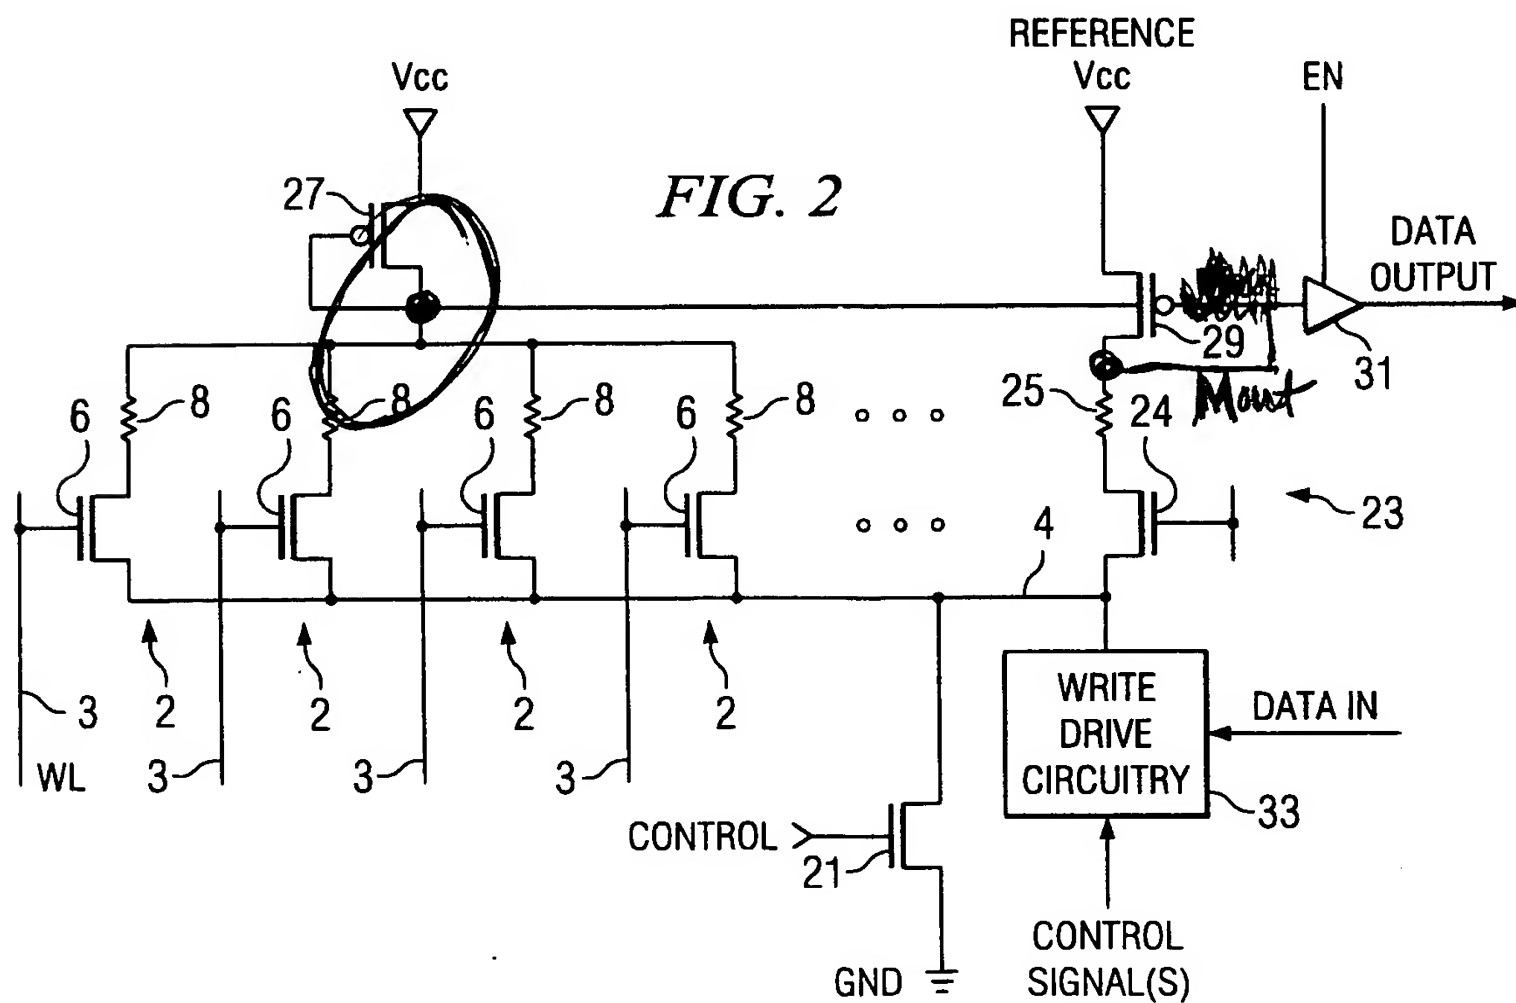 REFERENCE
Vcc
Vcc
EN
27
FIG. 2
DATA
OUTPUT
29
31
6
8
6
8
6
8
6
8
25
24
23
4
3
2
2
2
2
WL
3
3
3
WRITE
DRIVE
CIRCUITRY
DATA IN
33
CONTROL
21
GND
CONTROL
SIGNAL(S)